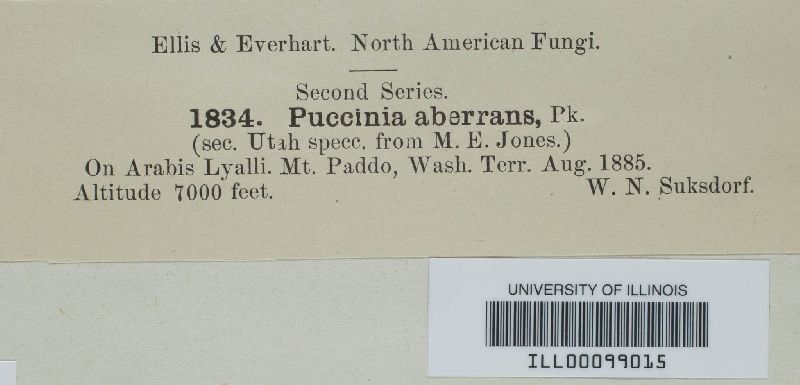 Ellis & Everhart. North American Fungi.
Second Series.
1834. Puccinia aberrans, Pk.
(sec. Utah specc. from M. E. Jones.)
On Arabis Lyalli. Mt. Paddo, Wash. Terr. Aug. 1885.
Altitude 7000 feet. W. N. Suksdorf.
UNIVERSITY OF ILLINOIS
ILL00099015